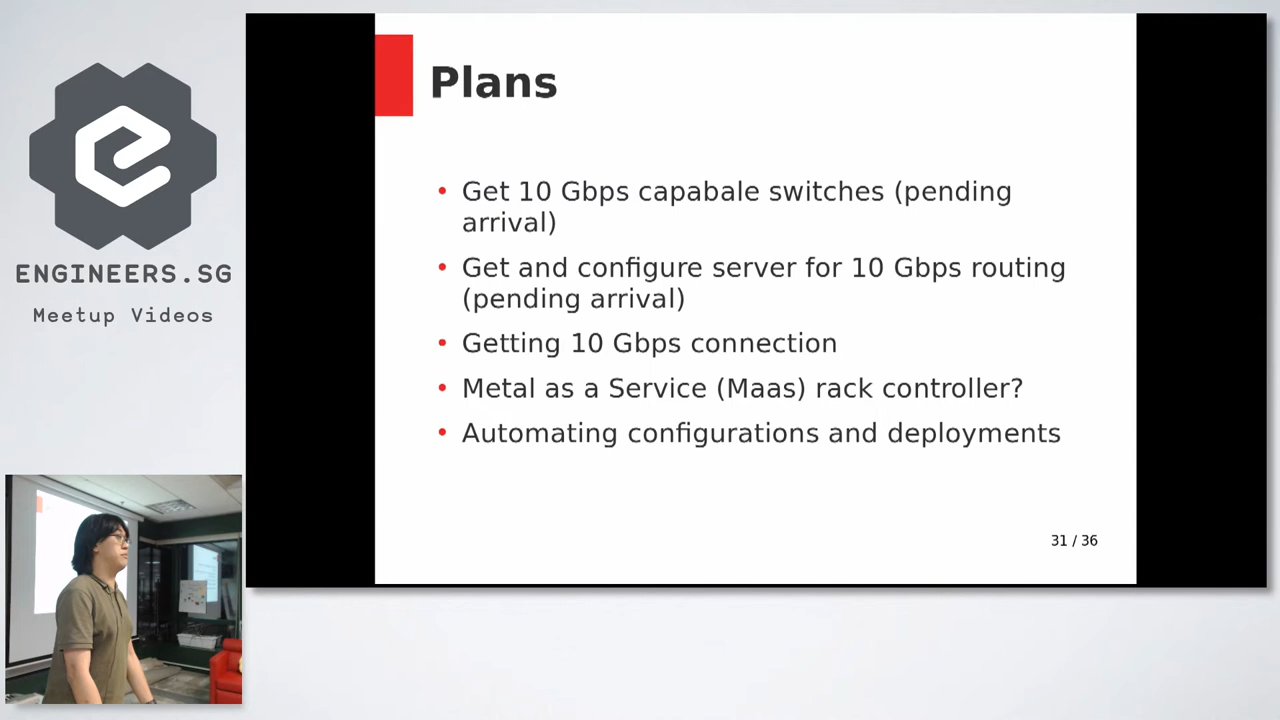 ENGINEERS.SG
Meetup Videos
Plans
• Get 10 Gbps capabale switches (pending
arrival)
• Get and configure server for 10 Gbps routing
(pending arrival)
• Getting 10 Gbps connection
• Metal as a Service (Maas) rack controller?
• Automating configurations and deployments
31 / 36